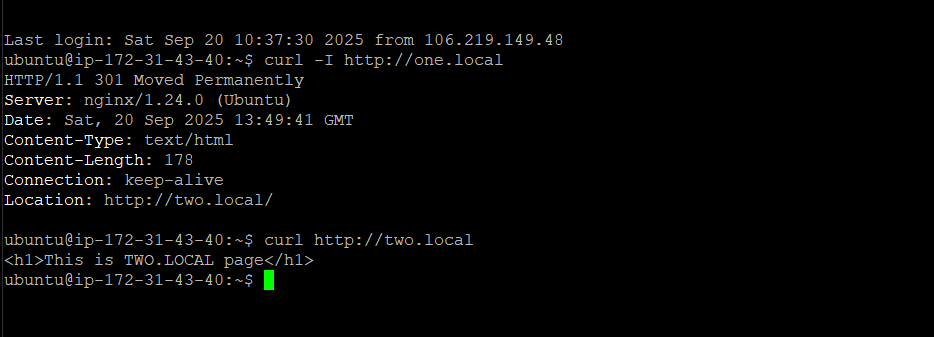 Last login: Sat Sep 20 10:37:30 2025 from 106.219.149.48
ubuntu@ip-172-31-43-40:~$ curl -I http://one.local
HTTP/1.1 301 Moved Permanently
Server: nginx/1.24.0 (Ubuntu)
Date: Sat, 20 Sep 2025 13:49:41 GMT
Content-Type: text/html
Content-Length: 178
Connection: keep-alive
Location: http://two.local/

ubuntu@ip-172-31-43-40:~$ curl http://two.local
<h1>This is TWO.LOCAL page</h1>
ubuntu@ip-172-31-43-40:~$